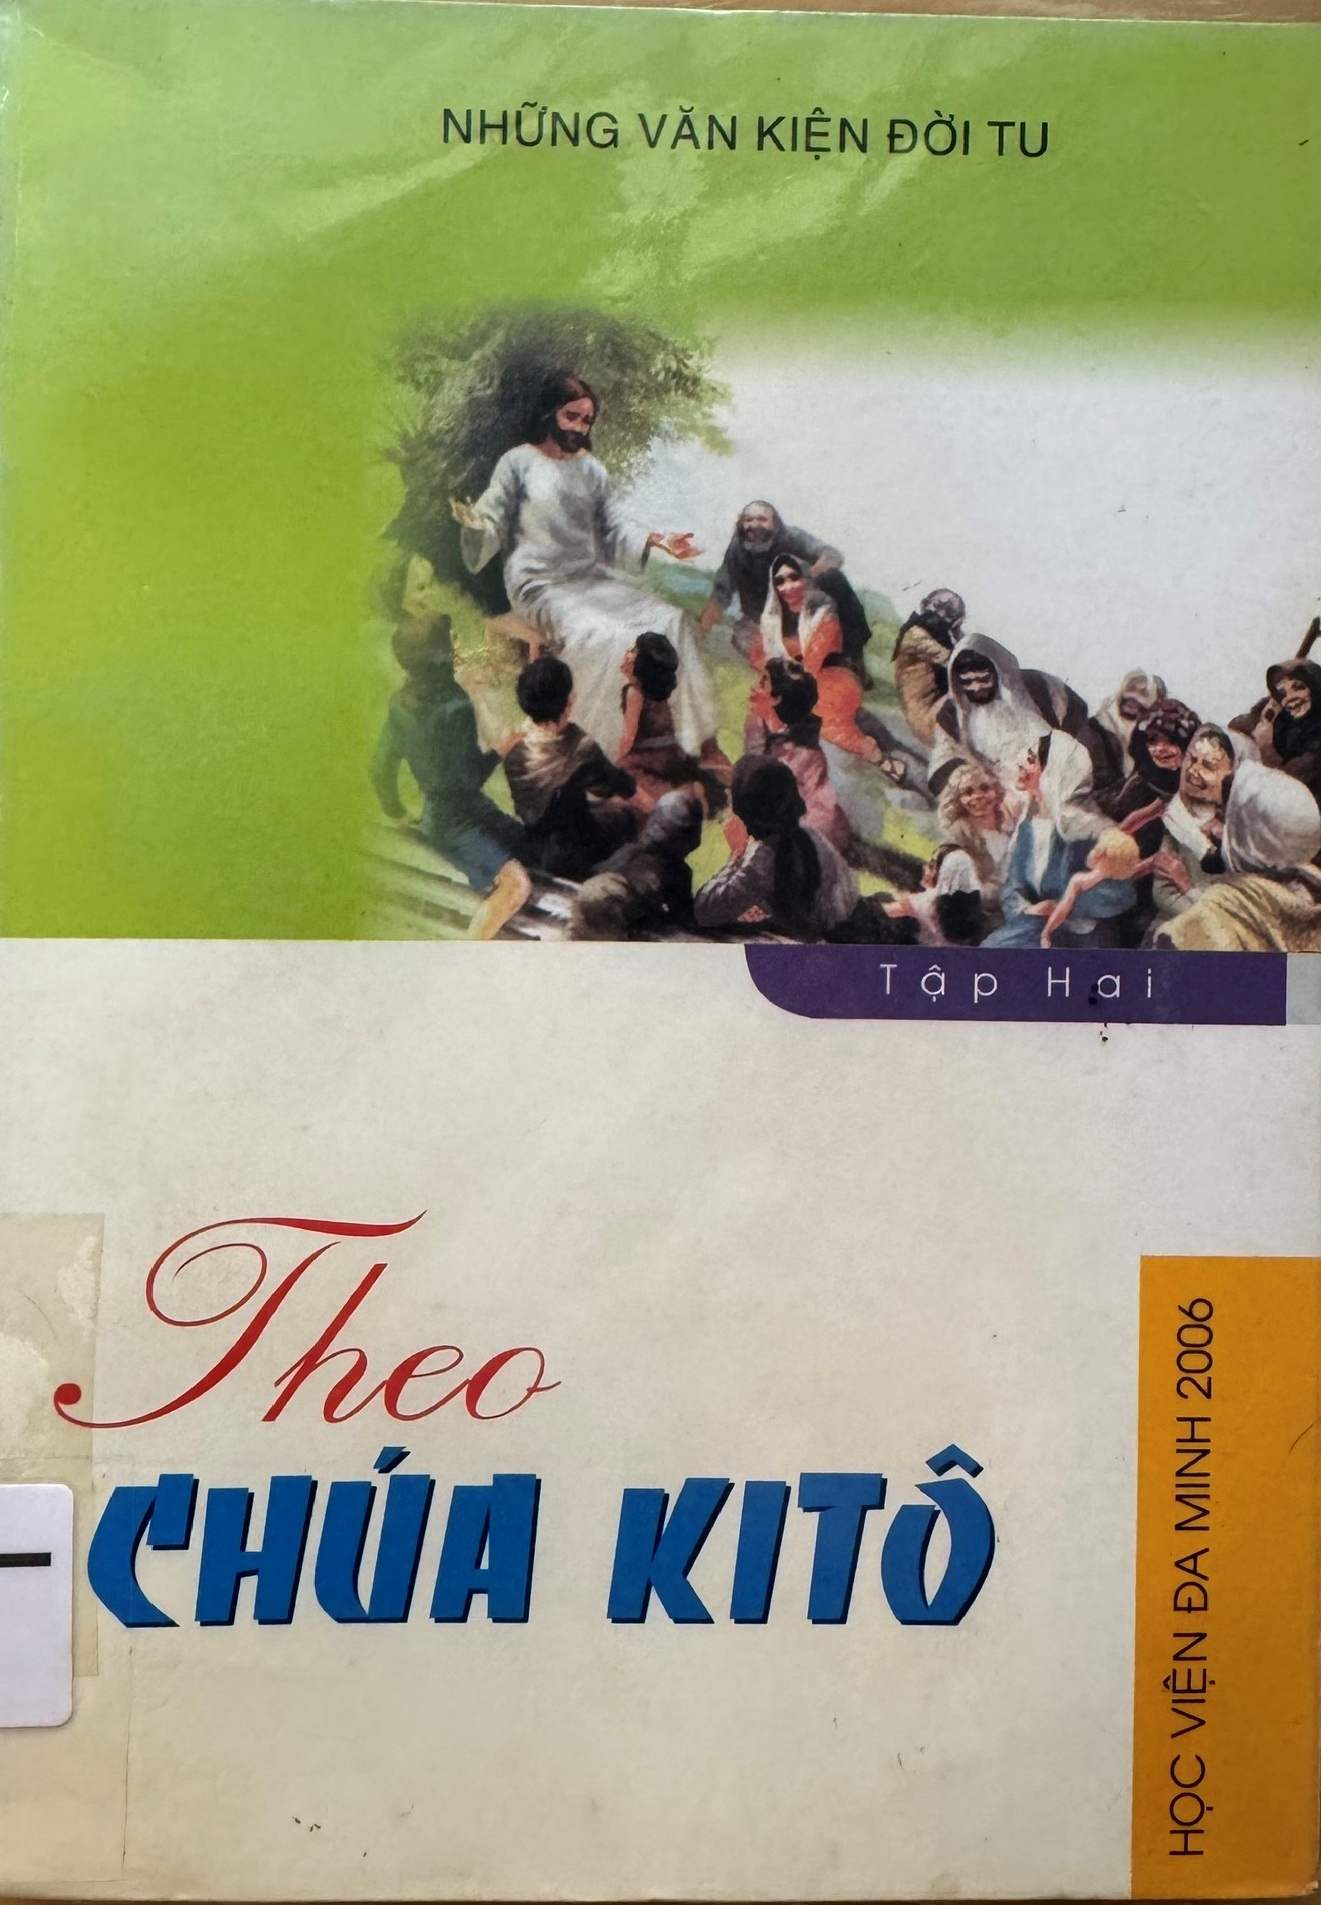 NHỮNG VĂN KIỆN ĐỜI TU
Tập Hai
Theo
CHÚA KITÔ
HỌC VIỆN ĐA MINH 2006